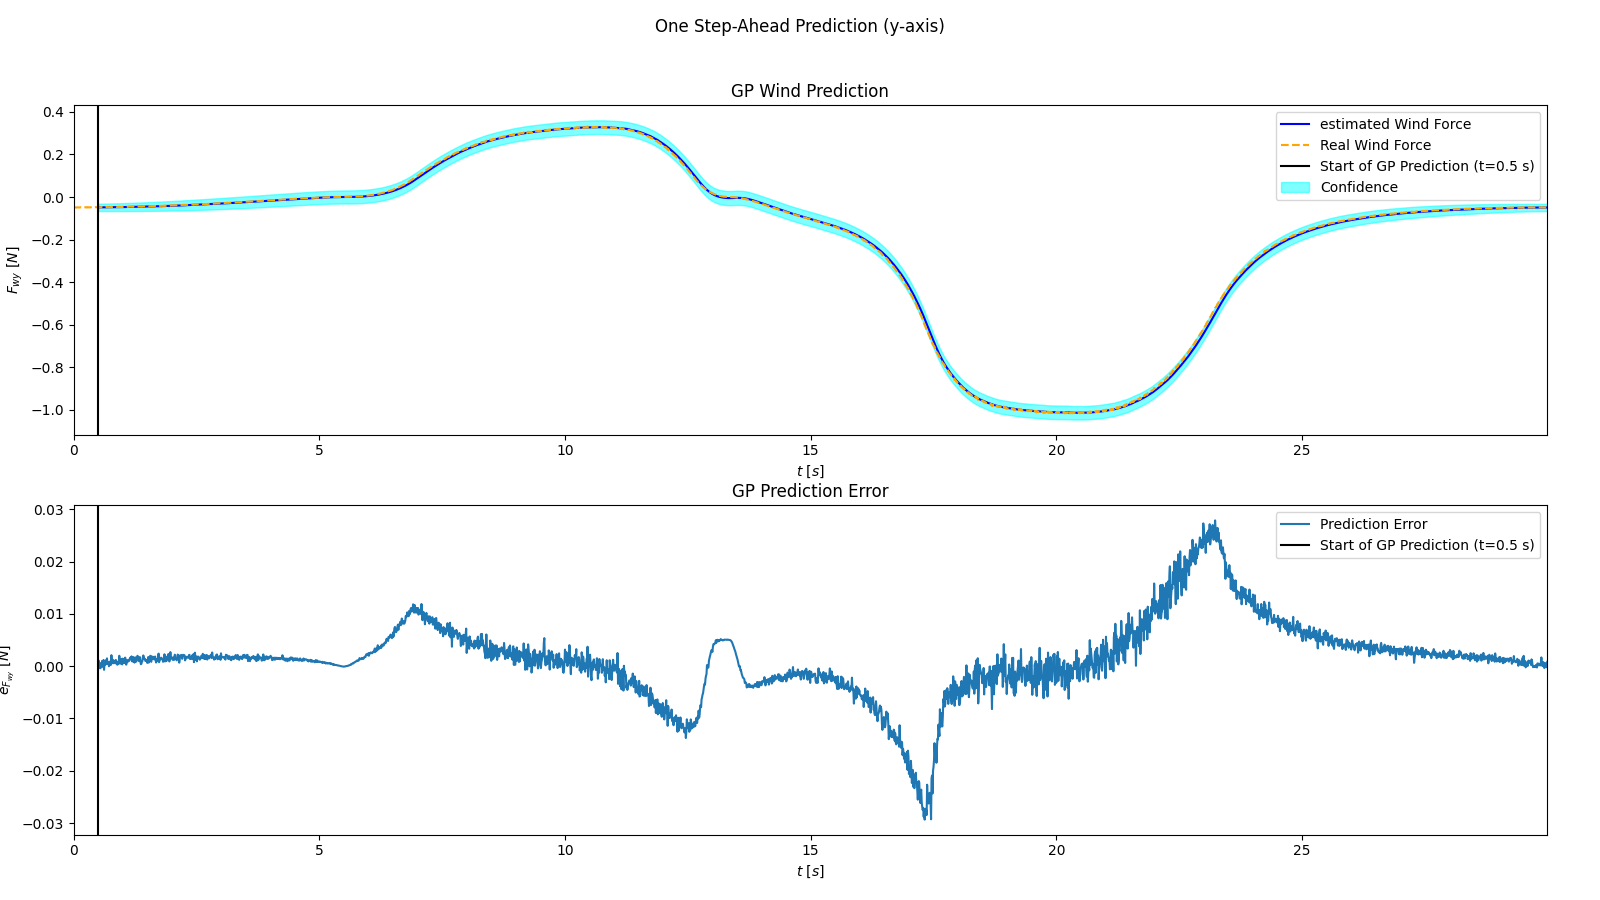 One Step-Ahead Prediction (y-axis)
GP Wind Prediction
0.4
0.2
0.0
−0.2
−0.4
−0.6
−0.8
−1.0
F_wy [N]
estimated Wind Force
Real Wind Force
Start of GP Prediction (t=0.5 s)
Confidence
0 5 10 15 20 25
t [s]
GP Prediction Error
0.03
0.02
0.01
0.00
−0.01
−0.02
−0.03
e_F_wy [N]
Prediction Error
Start of GP Prediction (t=0.5 s)
0 5 10 15 20 25
t [s]